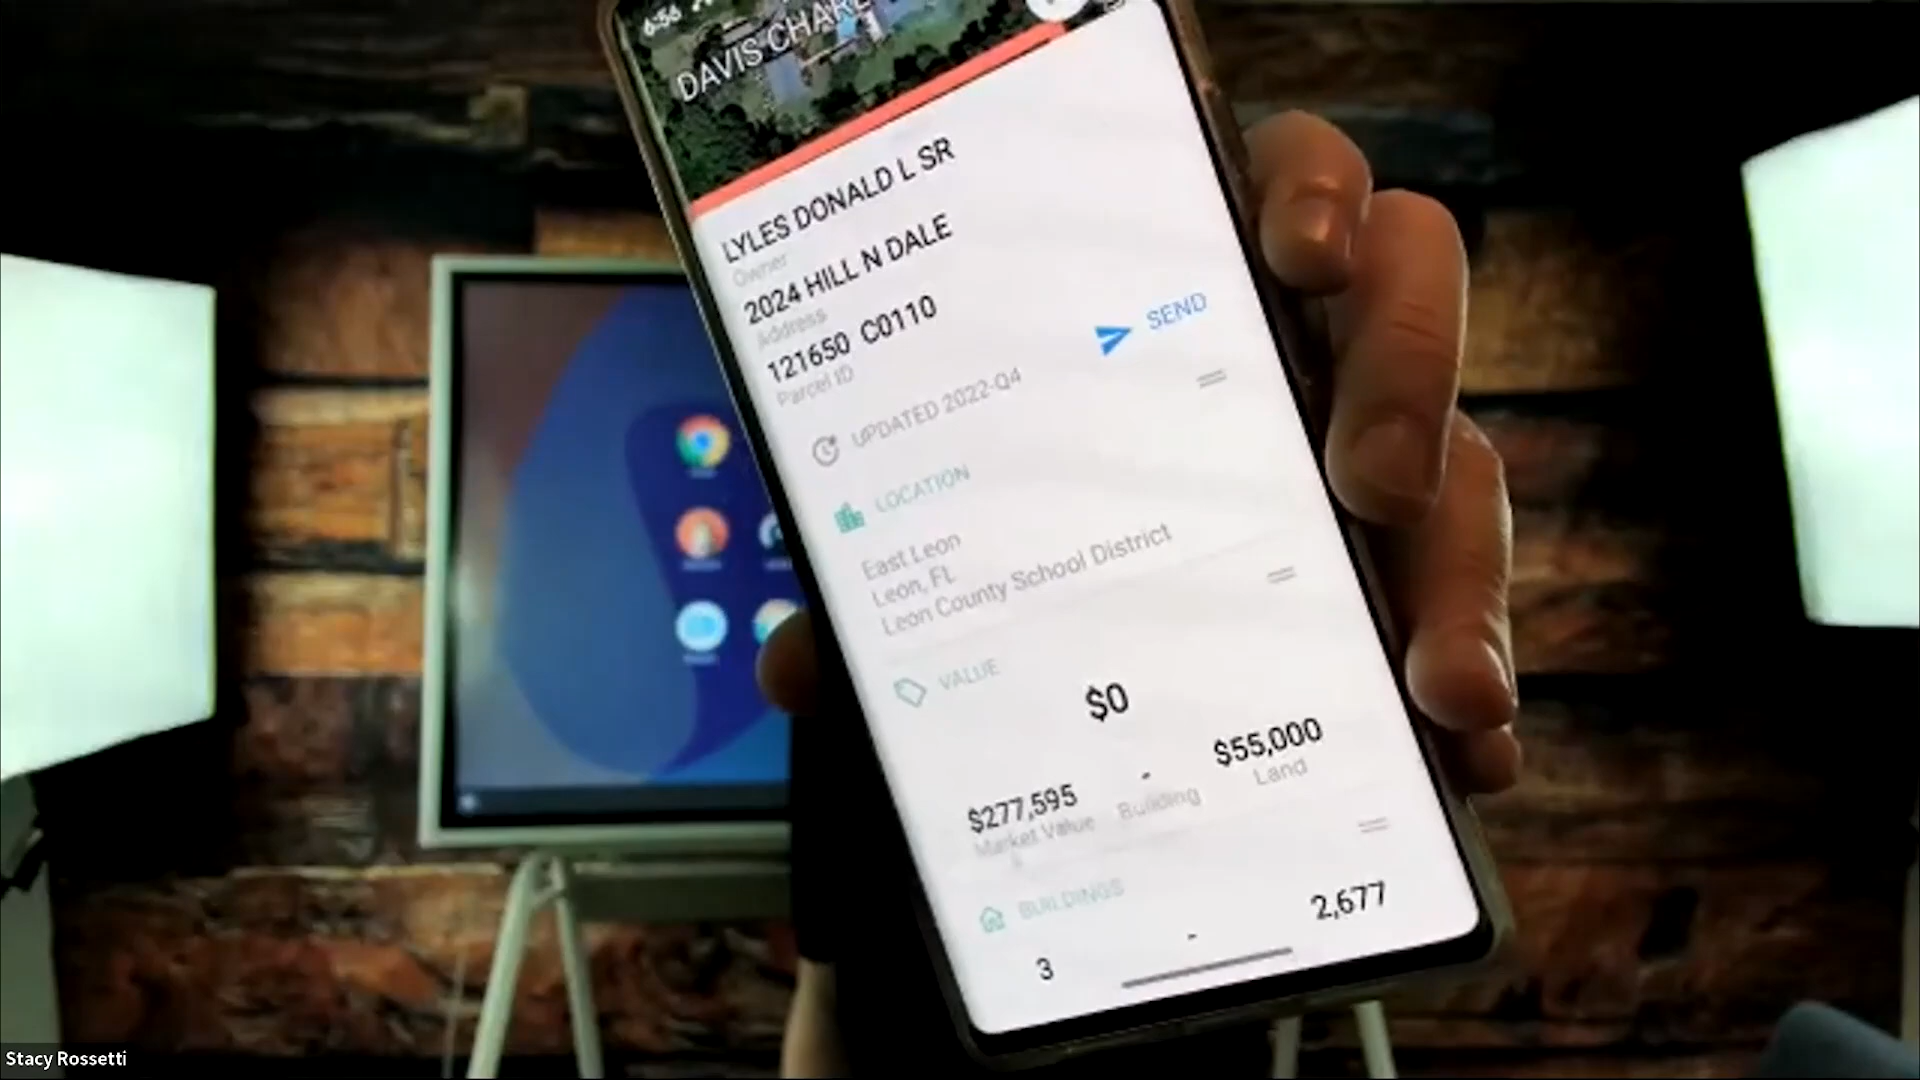 6:56
DAVIS CHARL
LYLES DONALD L SR
Owner
2024 HILL N DALE
Address
121650 C0110
Parcel ID
SEND
UPDATED 2022-Q4
LOCATION
East Leon
Leon, FL
Leon County School District
VALUE
$0
$277,595 - $55,000
Market Value Building Land
BUILDINGS
3 - 2,677
Stacy Rossetti